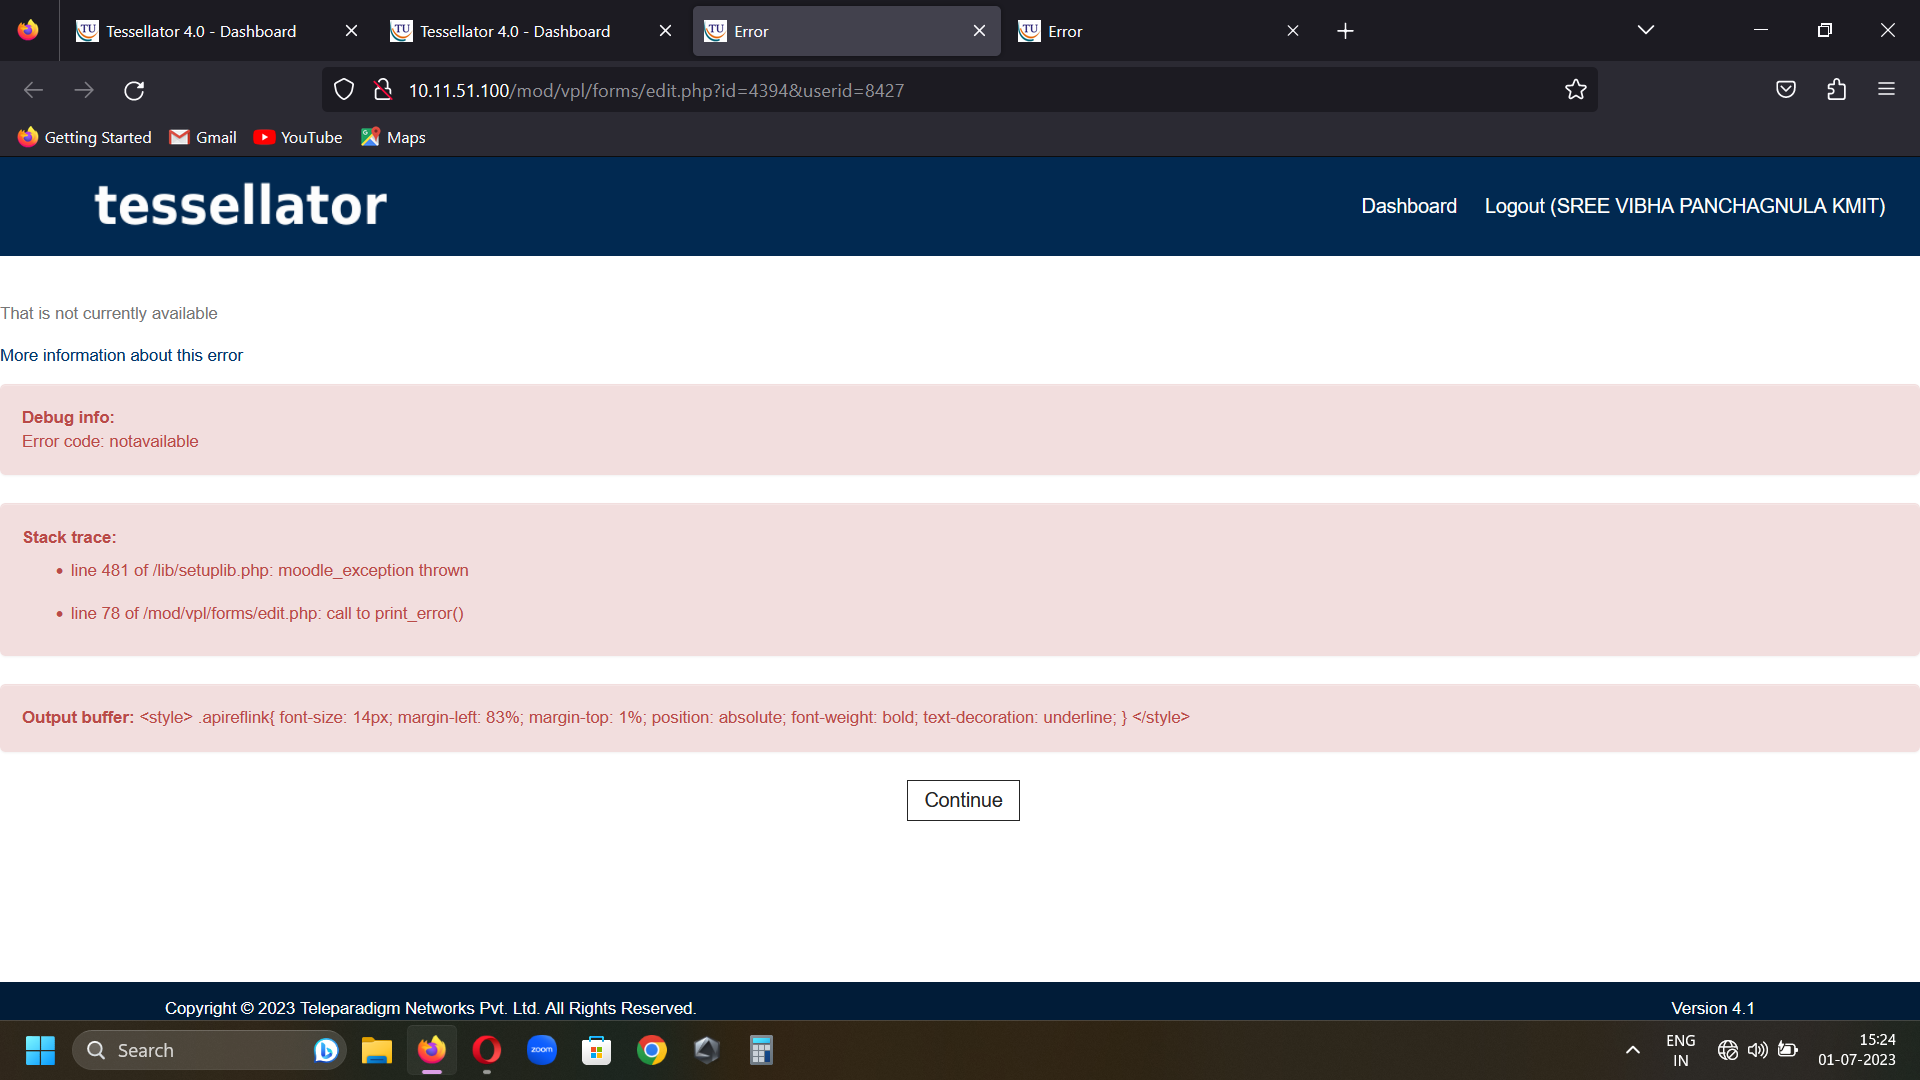 Tessellator 4.0 - Dashboard
Tessellator 4.0 - Dashboard
Error
Error
10.11.51.100/mod/vpl/forms/edit.php?id=4394&userid=8427
Getting Started
Gmail
YouTube
Maps
tessellator
Dashboard
Logout (SREE VIBHA PANCHAGNULA KMIT)
That is not currently available
More information about this error
Debug info:
Error code: notavailable
Stack trace:
• line 481 of /lib/setuplib.php: moodle_exception thrown
• line 78 of /mod/vpl/forms/edit.php: call to print_error()
Output buffer: <style> .apireflink{ font-size: 14px; margin-left: 83%; margin-top: 1%; position: absolute; font-weight: bold; text-decoration: underline; } </style>
Continue
Copyright © 2023 Teleparadigm Networks Pvt. Ltd. All Rights Reserved.
Version 4.1
Search
zoom
ENG
IN
15:24
01-07-2023